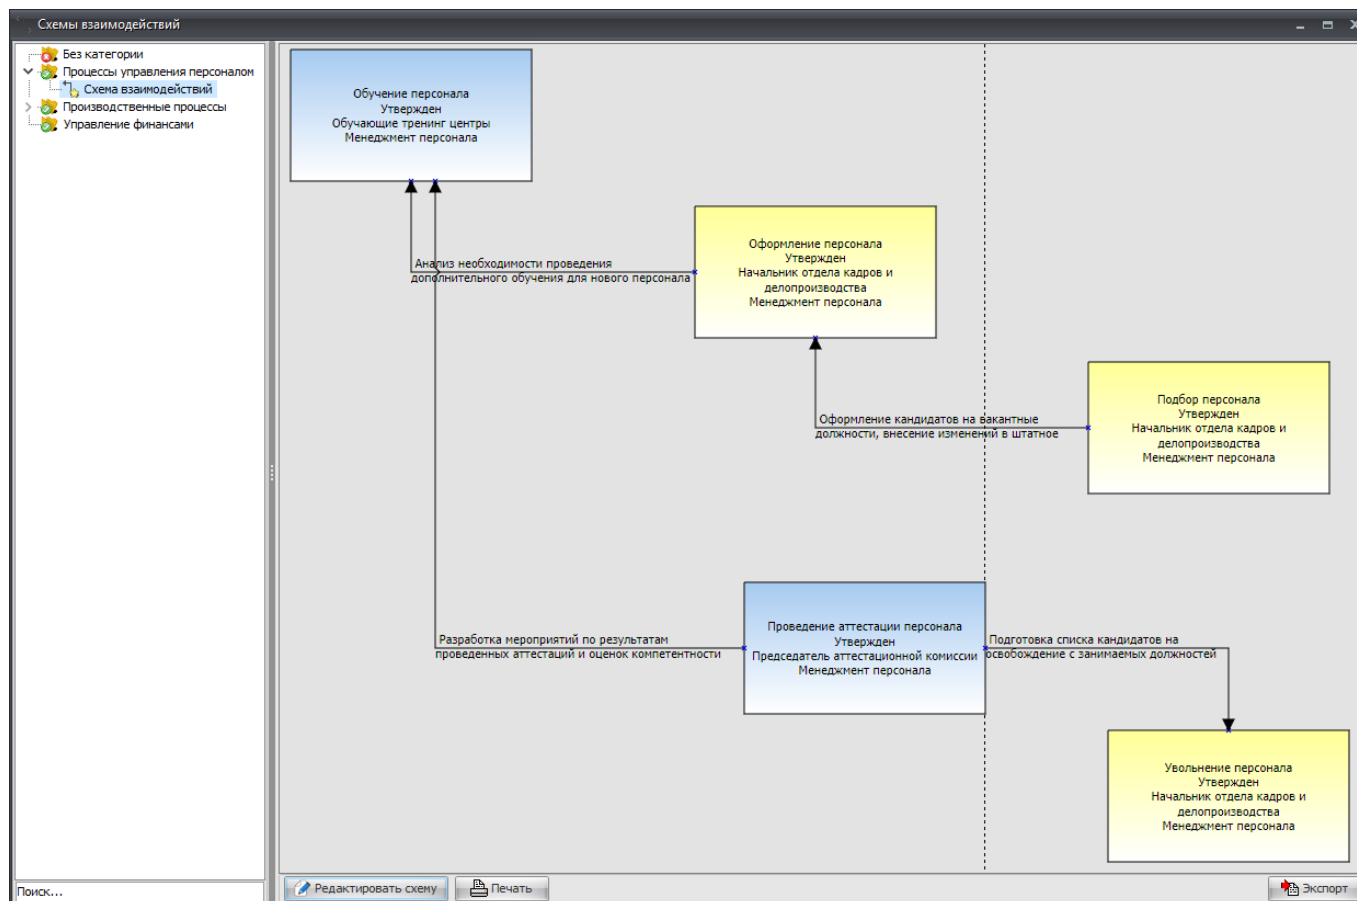 Схемы взаимодействий
Без категории
Процессы управления персоналом
Схема взаимодействий
Производственные процессы
Управление финансами
Поиск...
Обучение персонала
Утвержден
Обучающие тренинг центры
Менеджмент персонала
Оформление персонала
Утвержден
Начальник отдела кадров и
делопроизводства
Менеджмент персонала
Анализ необходимости проведения
дополнительного обучения для нового персонала
Подбор персонала
Утвержден
Начальник отдела кадров и
делопроизводства
Менеджмент персонала
Оформление кандидатов на вакантные
должности, внесение изменений в штатное
Проведение аттестации персонала
Утвержден
Председатель аттестационной комиссии
Менеджмент персонала
Разработка мероприятий по результатам
проведенных аттестаций и оценок компетентности
Подготовка списка кандидатов на
освобождение с занимаемых должностей
Увольнение персонала
Утвержден
Начальник отдела кадров и
делопроизводства
Менеджмент персонала
Редактировать схему
Печать
Экспорт